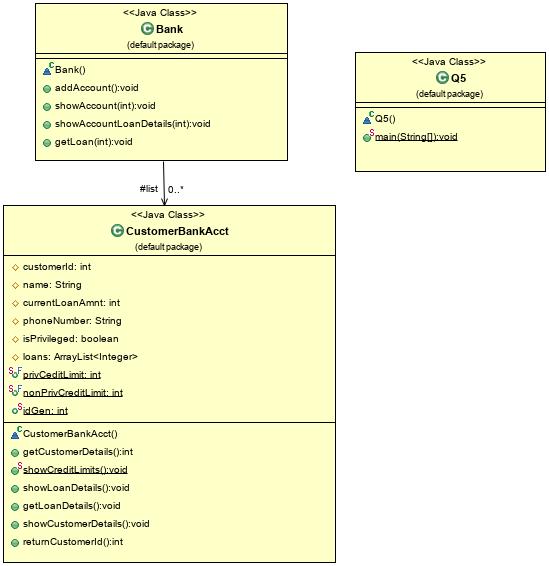 <<Java Class>>
Bank
(default package)
Bank()
addAccount():void
showAccount(int):void
showAccountLoanDetails(int):void
getLoan(int):void
<<Java Class>>
Q5
(default package)
Q5()
main(String[]):void
#list 0..*
<<Java Class>>
CustomerBankAcct
(default package)
customerId: int
name: String
currentLoanAmnt: int
phoneNumber: String
isPrivileged: boolean
loans: ArrayList<Integer>
privCeditLimit: int
nonPrivCreditLimit: int
idGen: int
CustomerBankAcct()
getCustomerDetails():int
showCreditLimits():void
showLoanDetails():void
getLoanDetails():void
showCustomerDetails():void
returnCustomerId():int